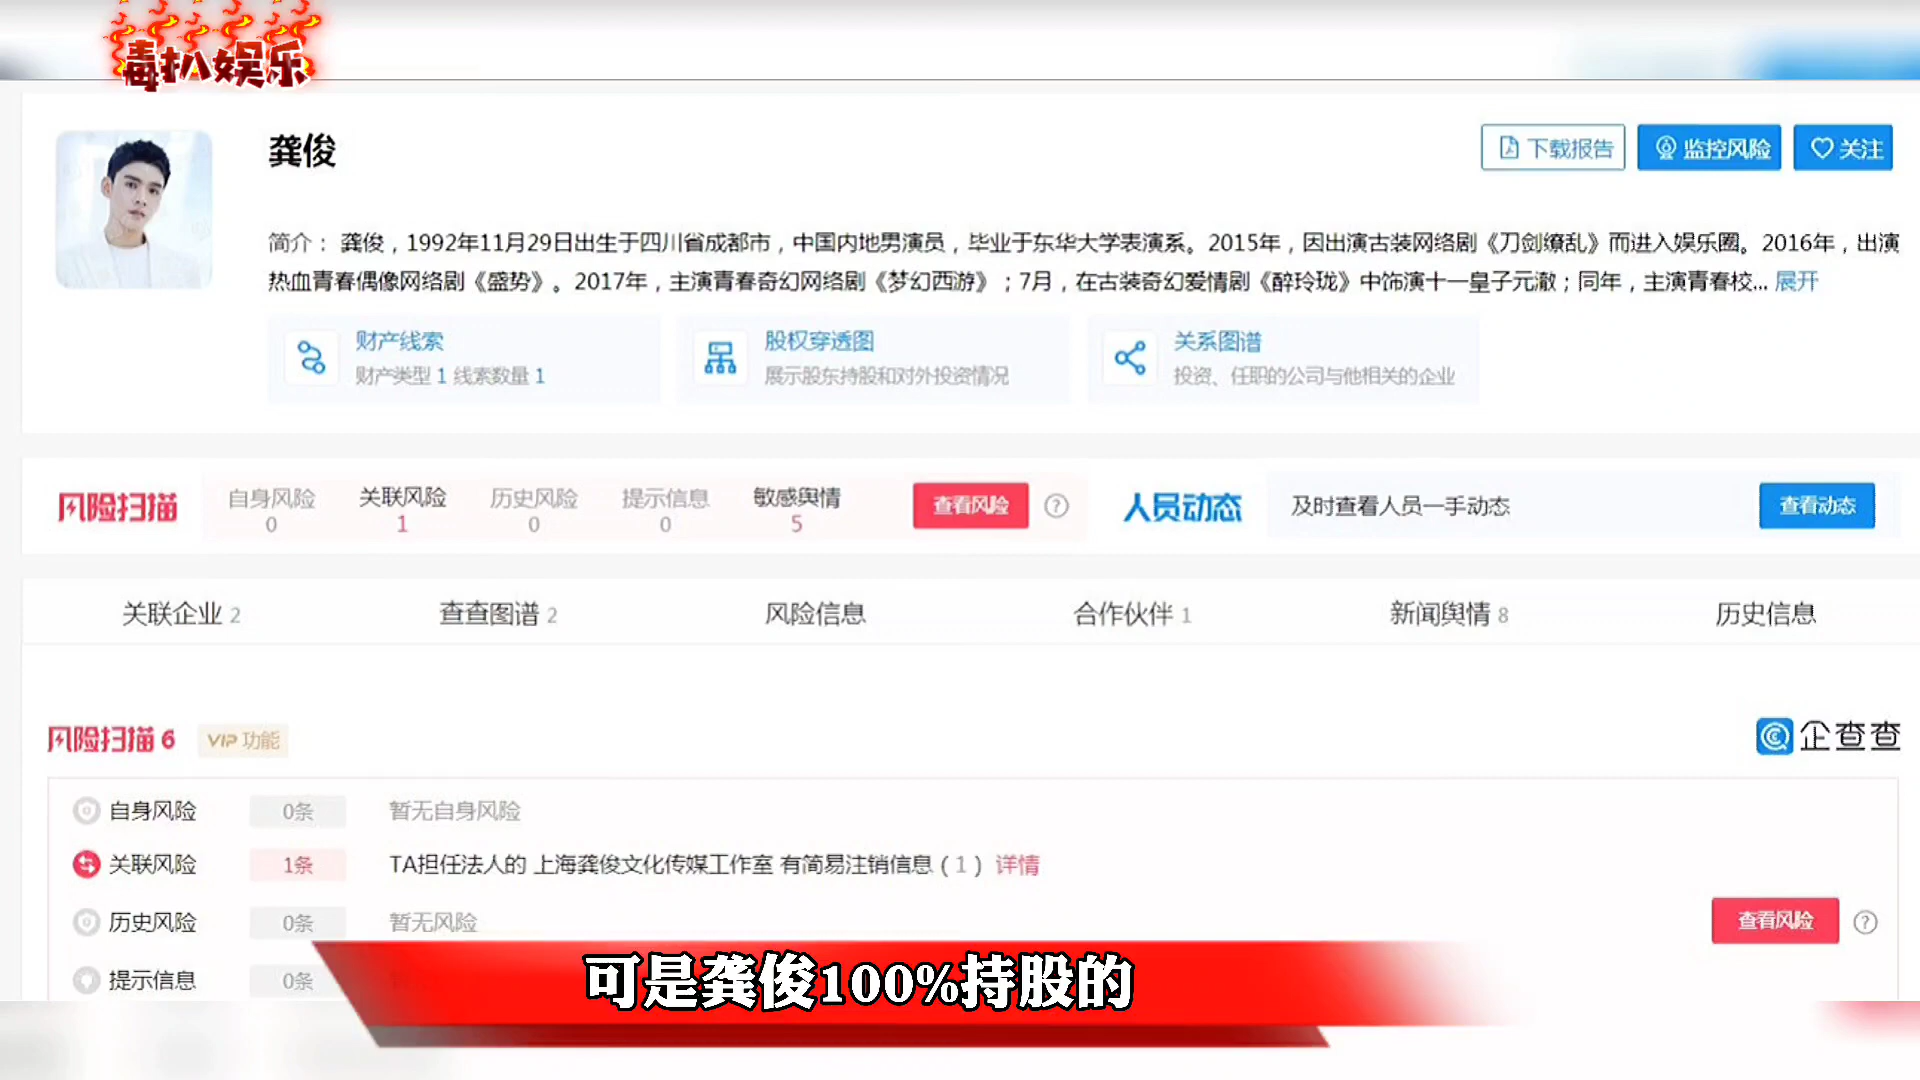 毒扒娱乐
龚俊
下载报告
监控风险
关注
简介： 龚俊，1992年11月29日出生于四川省成都市，中国内地男演员，毕业于东华大学表演系。2015年，因出演古装网络剧《刀剑缭乱》而进入娱乐圈。2016年，出演
热血青春偶像网络剧《盛势》。2017年，主演青春奇幻网络剧《梦幻西游》；7月，在古装奇幻爱情剧《醉玲珑》中饰演十一皇子元澈；同年，主演青春校... 展开
财产线索
财产类型 1 线索数量 1
股权穿透图
展示股东持股和对外投资情况
关系图谱
投资、任职的公司与他相关的企业
风险扫描
自身风险 0
关联风险 1
历史风险 0
提示信息 0
敏感舆情 5
查看风险 ?
人员动态
及时查看人员一手动态
查看动态
关联企业 2
查查图谱 2
风险信息
合作伙伴 1
新闻舆情 8
历史信息
风险扫描 6
VIP 功能
企查查
自身风险 0条 暂无自身风险
关联风险 1条 TA担任法人的 上海龚俊文化传媒工作室 有简易注销信息 ( 1 ) 详情
历史风险 0条 暂无风险
查看风险 ?
提示信息 0条
可是龚俊100%持股的